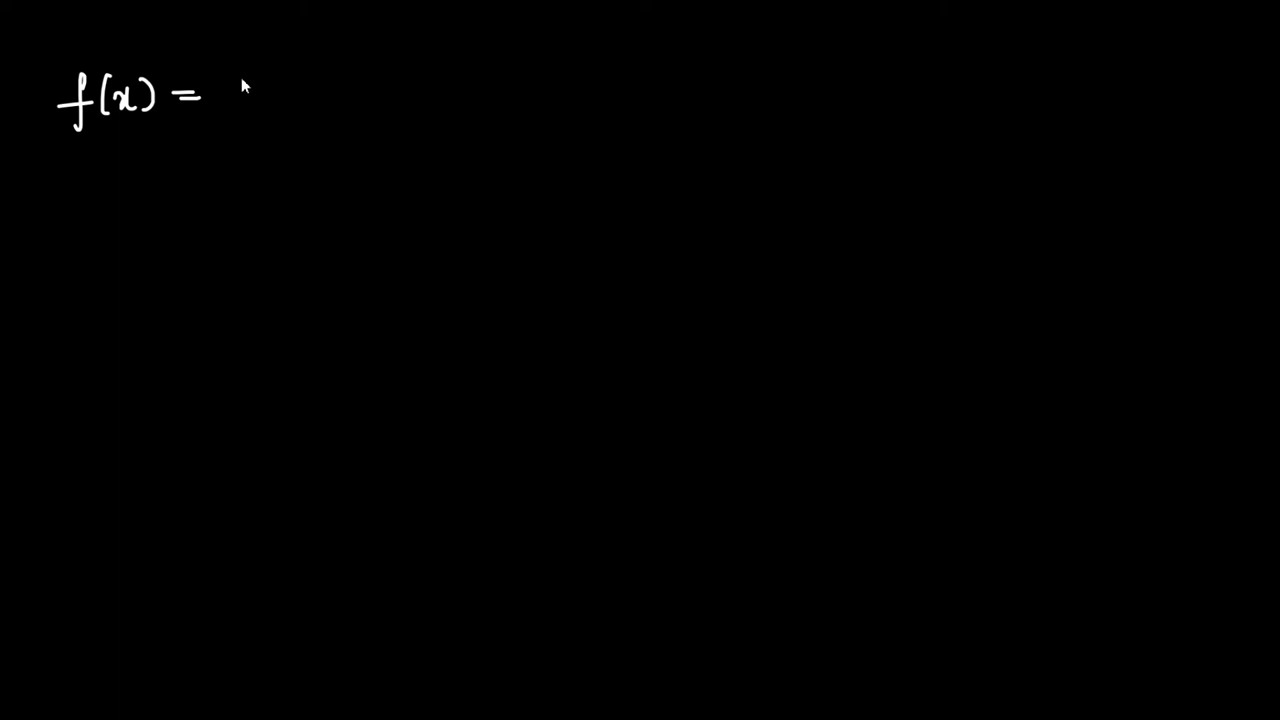 f(x) =